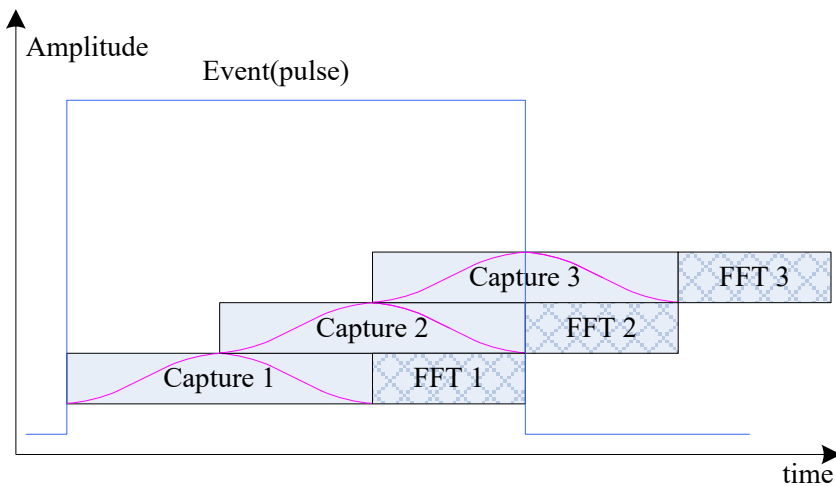 Amplitude
Event(pulse)
Capture 3
FFT 3
Capture 2
FFT 2
Capture 1
FFT 1
time